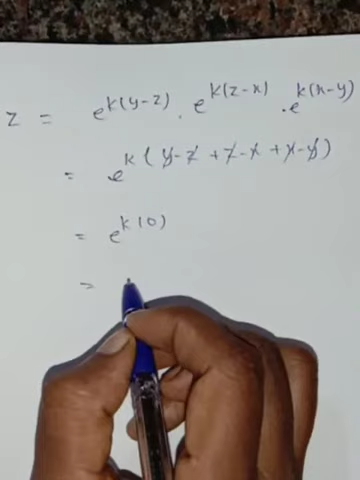 z = e^{k(y-z)} . e^{k(z-x)} . e^{k(x-y)}
= e^{k(y-z+z-x+x-y)}
= e^{k(0)}
=